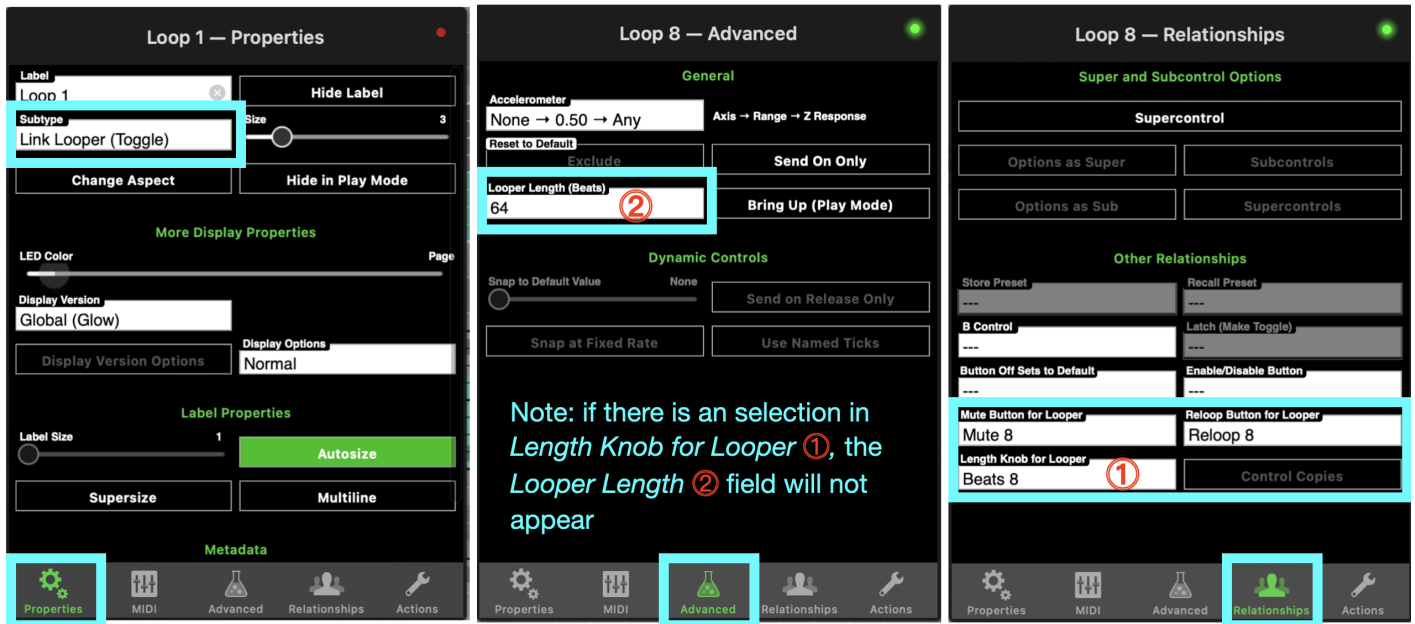 Loop 1 — Properties
Label
Loop 1
Hide Label
Subtype
Link Looper (Toggle)
Size
3
Change Aspect
Hide in Play Mode
More Display Properties
LED Color
Page
Display Version
Global (Glow)
Display Version Options
Display Options
Normal
Label Properties
Label Size
1
Autosize
Supersize
Multiline
Metadata
Properties
MIDI
Advanced
Relationships
Actions
Loop 8 — Advanced
General
Accelerometer
None → 0.50 → Any
Axis → Range → Z Response
Reset to Default
Exclude
Send On Only
Looper Length (Beats)
64
②
Bring Up (Play Mode)
Dynamic Controls
Snap to Default Value
None
Send on Release Only
Snap at Fixed Rate
Use Named Ticks
Note: if there is an selection in
Length Knob for Looper ①, the
Looper Length ② field will not
appear
Properties
MIDI
Advanced
Relationships
Actions
Loop 8 — Relationships
Super and Subcontrol Options
Supercontrol
Options as Super
Subcontrols
Options as Sub
Supercontrols
Other Relationships
Store Preset
---
Recall Preset
---
B Control
---
Latch (Make Toggle)
---
Button Off Sets to Default
---
Enable/Disable Button
---
Mute Button for Looper
Mute 8
Reloop Button for Looper
Reloop 8
Length Knob for Looper
Beats 8
①
Control Copies
Properties
MIDI
Advanced
Relationships
Actions